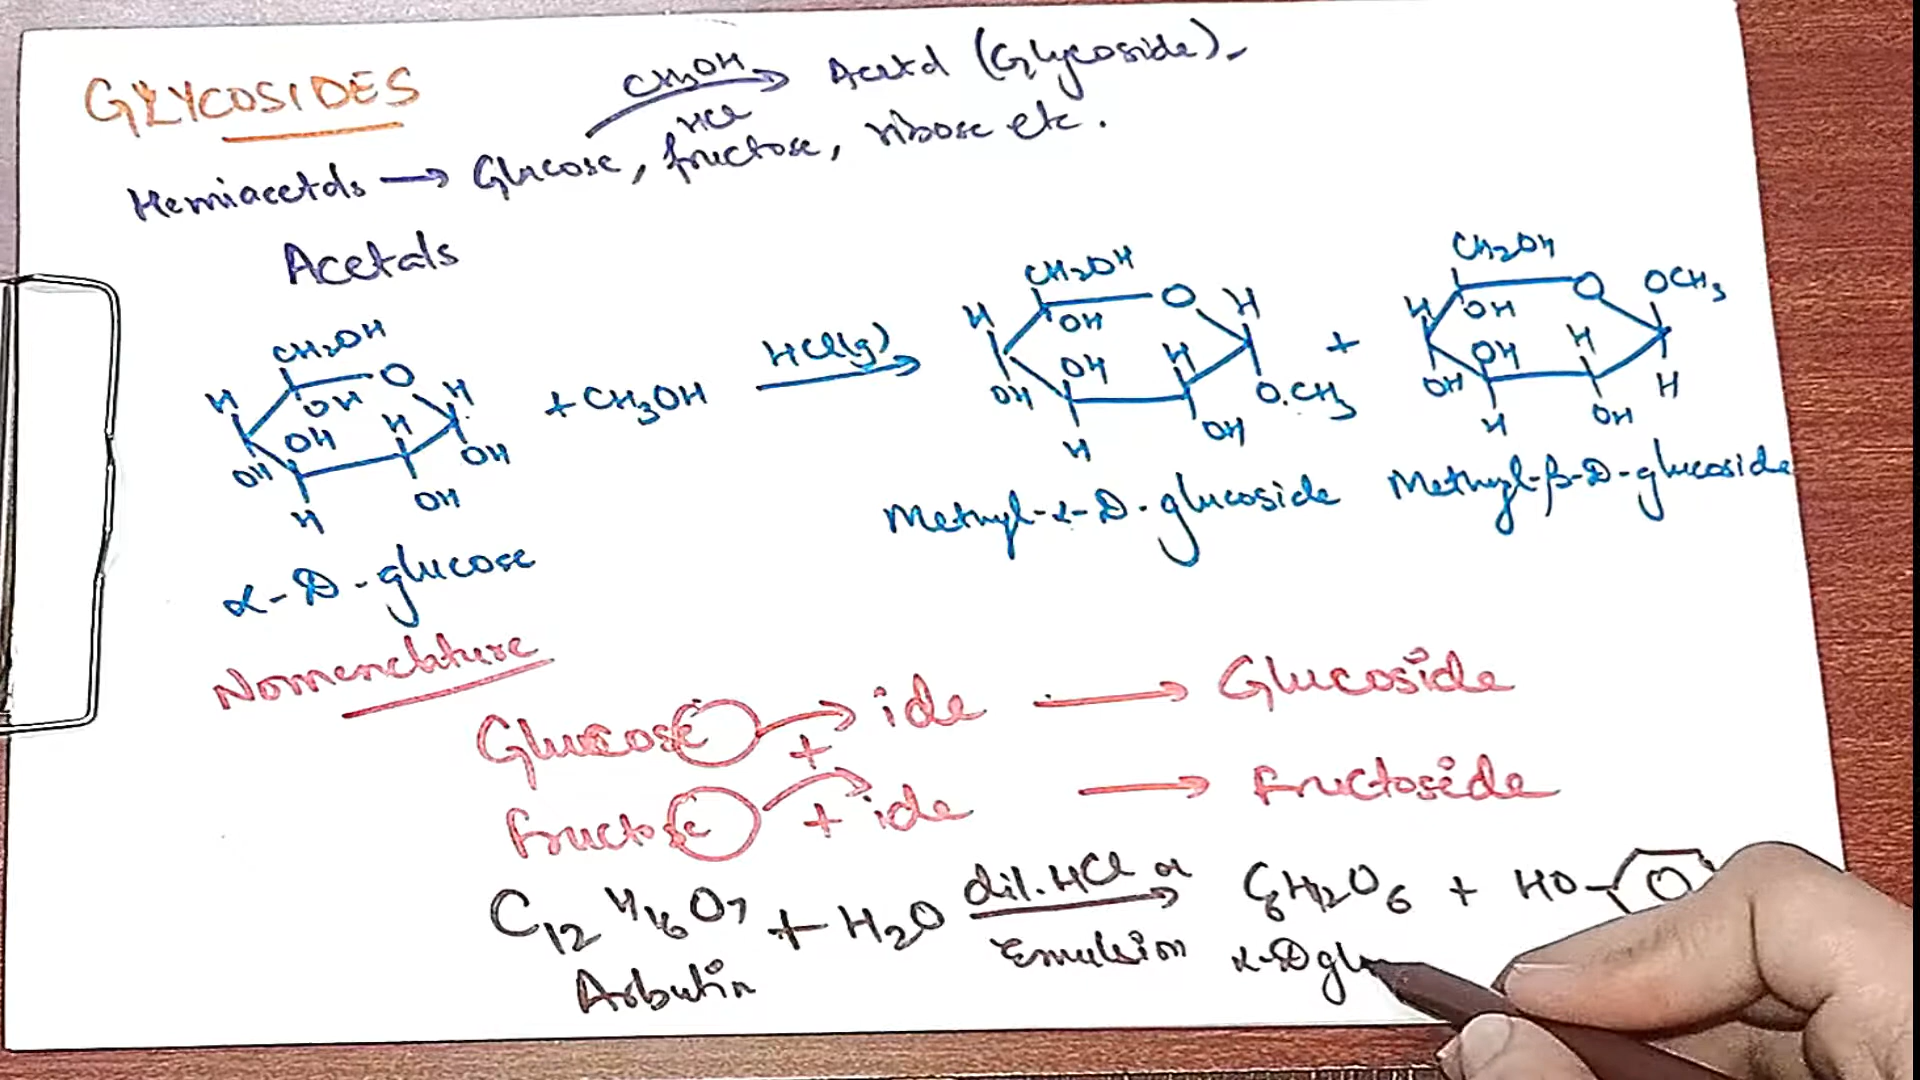 GLYCOSIDES
CH3OH
HCl
Acetal (Glycoside)
Hemiacetals → Glucose, fructose, ribose etc.
Acetals
CH2OH O H H OH OH H OH OH H
+ CH3OH
HCl(g)
CH2OH O H H OH OH H OH OH O.CH3 H
+
CH2OH O OCH3 H OH OH H OH OH H H
α-D-glucose
Methyl-α-D-glucoside
Methyl-β-D-glucoside
Nomenclature
Glucose + ide → Glucoside
Fructose + ide → Fructoside
C12H16O7 + H2O dil. HCl or C6H12O6 + HO
Arbutin Emulsion α-D glu